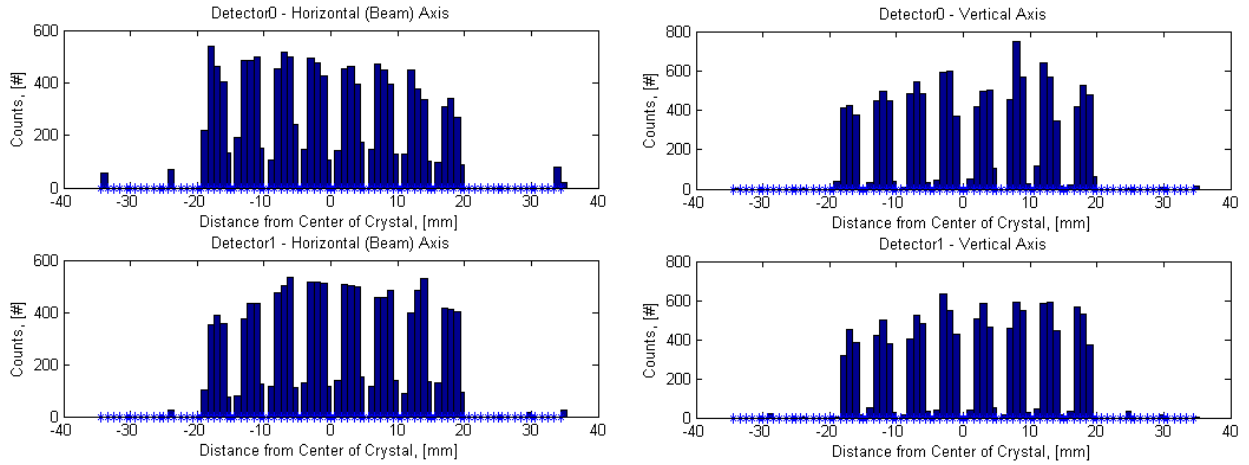 Detector0 - Horizontal (Beam) Axis
600
400
200
0
Counts, [#]
-40 -30 -20 -10 0 10 20 30 40
Distance from Center of Crystal, [mm]
Detector0 - Vertical Axis
800
600
400
200
0
Counts, [#]
-40 -30 -20 -10 0 10 20 30 40
Distance from Center of Crystal, [mm]
Detector1 - Horizontal (Beam) Axis
600
400
200
0
Counts, [#]
-40 -30 -20 -10 0 10 20 30 40
Distance from Center of Crystal, [mm]
Detector1 - Vertical Axis
800
600
400
200
0
Counts, [#]
-40 -30 -20 -10 0 10 20 30 40
Distance from Center of Crystal, [mm]